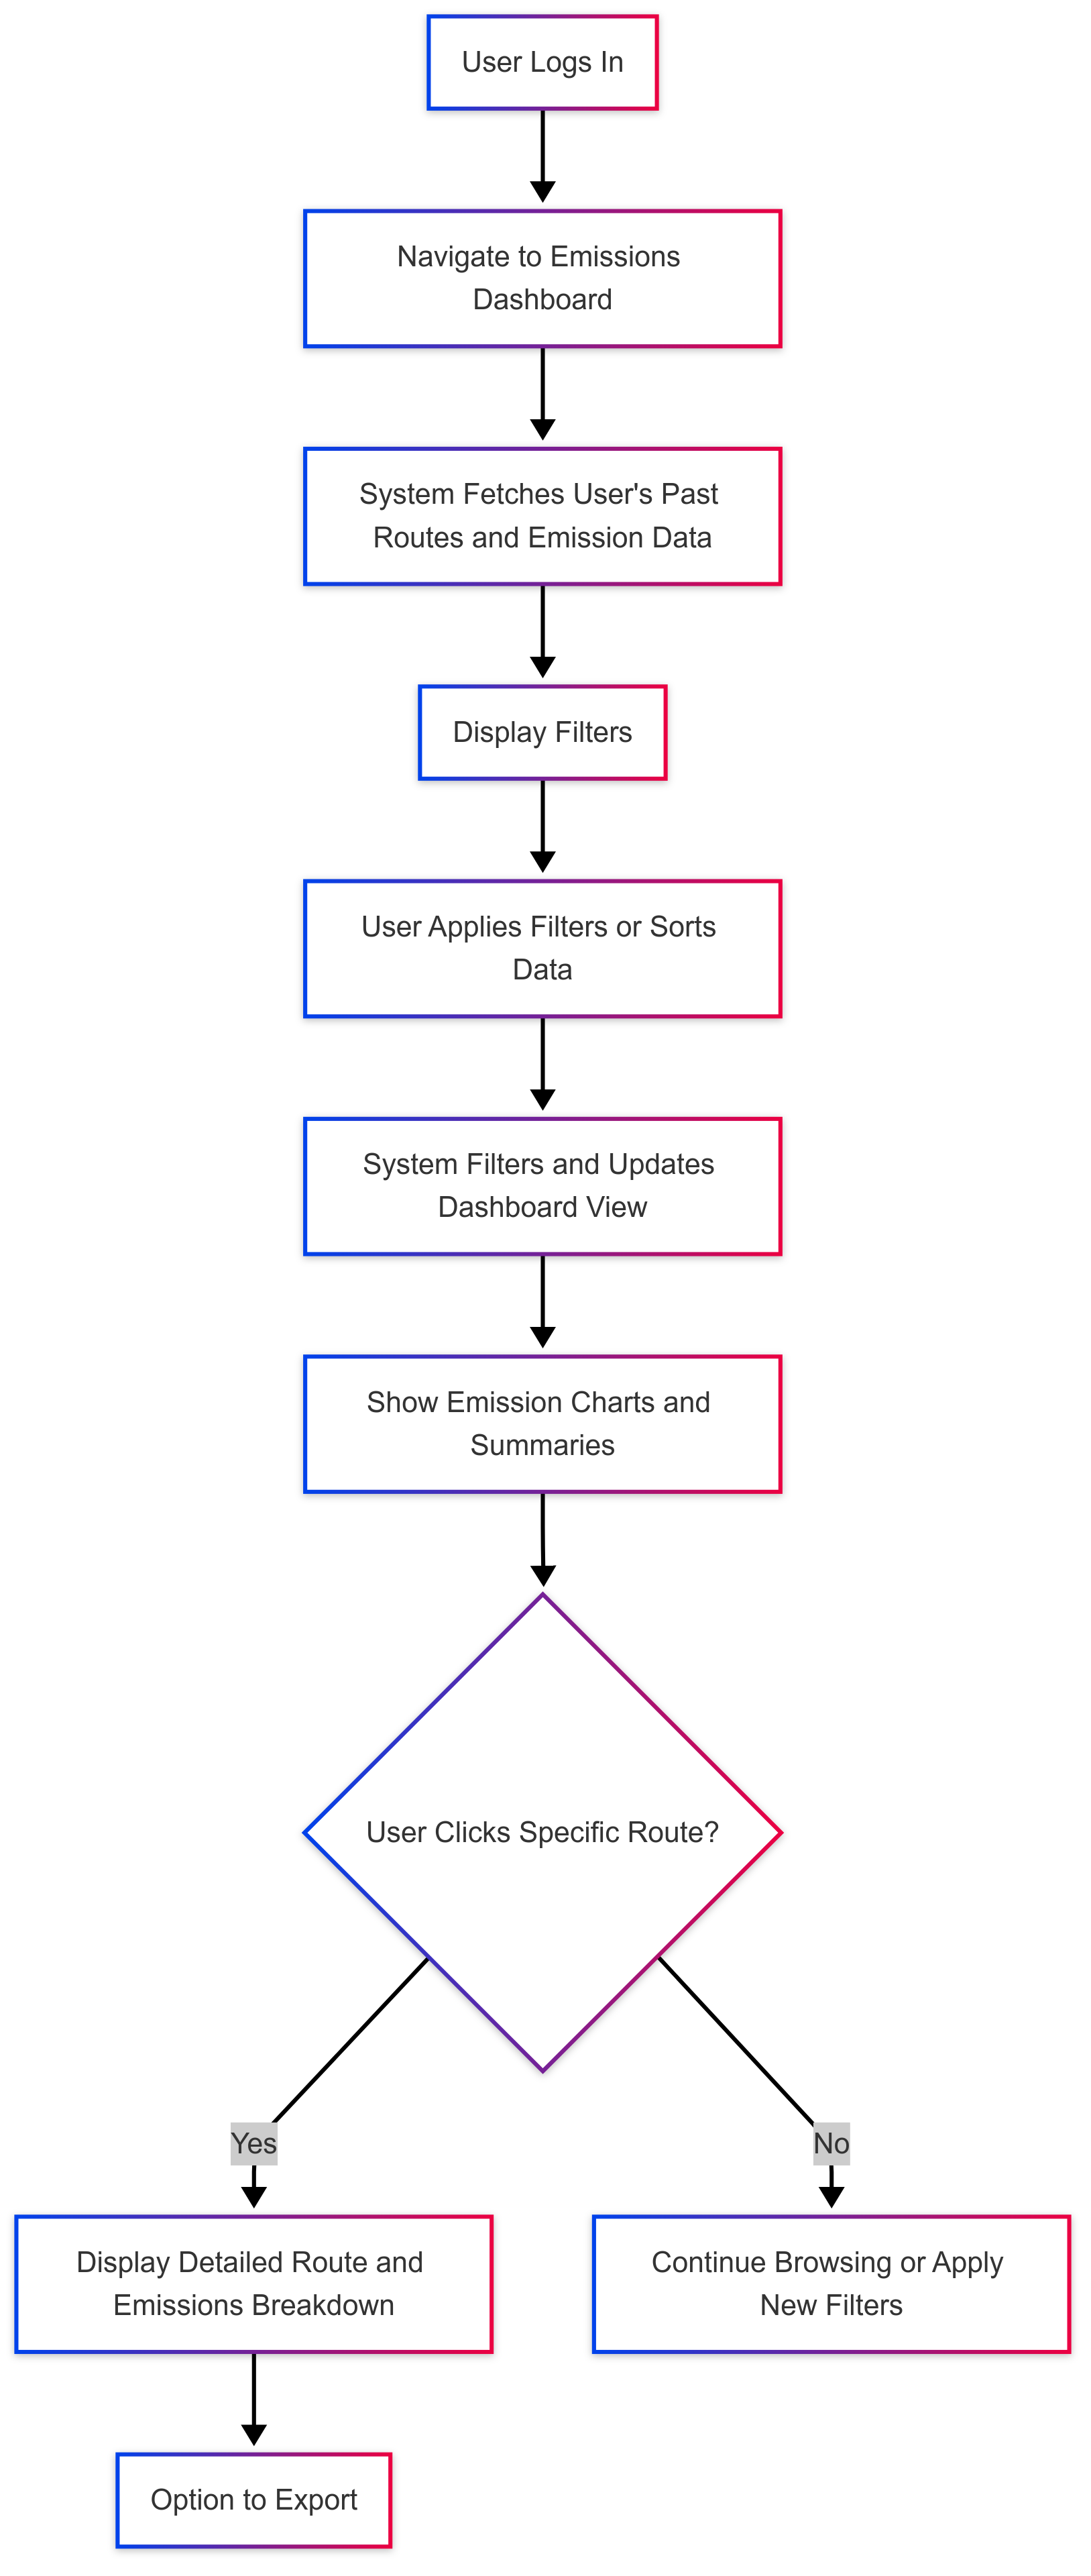 User Logs In
Navigate to Emissions
Dashboard
System Fetches User's Past
Routes and Emission Data
Display Filters
User Applies Filters or Sorts
Data
System Filters and Updates
Dashboard View
Show Emission Charts and
Summaries
User Clicks Specific Route?
Yes
No
Display Detailed Route and
Emissions Breakdown
Continue Browsing or Apply
New Filters
Option to Export